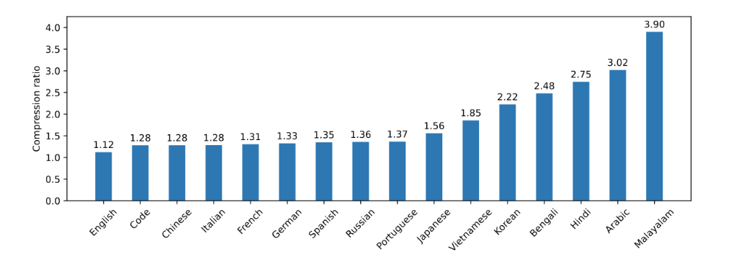 Compression ratio
4.0
3.5
3.0
2.5
2.0
1.5
1.0
0.5
0.0
1.12
1.28
1.28
1.28
1.31
1.33
1.35
1.36
1.37
1.56
1.85
2.22
2.48
2.75
3.02
3.90
English
Code
Chinese
Italian
French
German
Spanish
Russian
Portuguese
Japanese
Vietnamese
Korean
Bengali
Hindi
Arabic
Malayalam